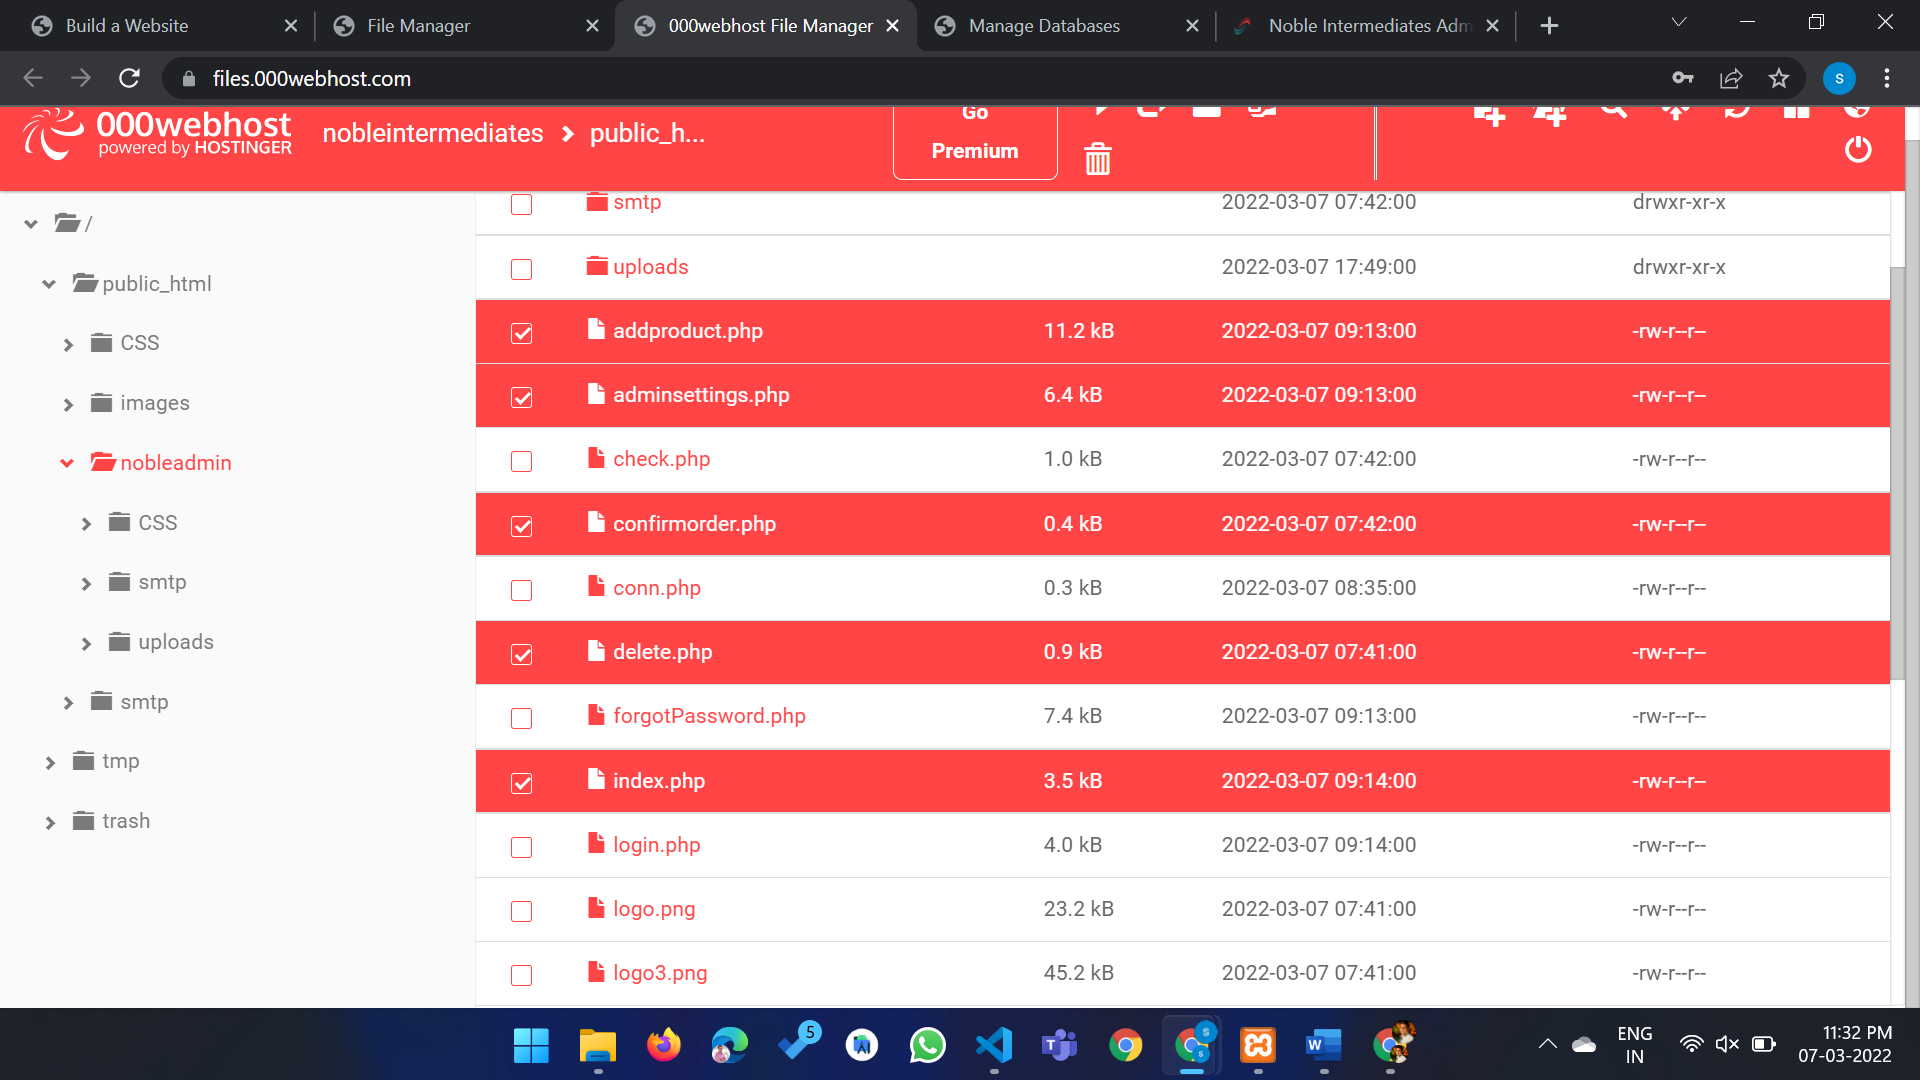 Build a Website
File Manager
000webhost File Manager
Manage Databases
Noble Intermediates Adm
files.000webhost.com
s
000webhost
powered by HOSTINGER
nobleintermediates
public_h...
Go
Premium
/
public_html
CSS
images
nobleadmin
CSS
smtp
uploads
smtp
tmp
trash
smtp 2022-03-07 07:42:00 drwxr-xr-x
uploads 2022-03-07 17:49:00 drwxr-xr-x
addproduct.php 11.2 kB 2022-03-07 09:13:00 -rw-r--r--
adminsettings.php 6.4 kB 2022-03-07 09:13:00 -rw-r--r--
check.php 1.0 kB 2022-03-07 07:42:00 -rw-r--r--
confirmorder.php 0.4 kB 2022-03-07 07:42:00 -rw-r--r--
conn.php 0.3 kB 2022-03-07 08:35:00 -rw-r--r--
delete.php 0.9 kB 2022-03-07 07:41:00 -rw-r--r--
forgotPassword.php 7.4 kB 2022-03-07 09:13:00 -rw-r--r--
index.php 3.5 kB 2022-03-07 09:14:00 -rw-r--r--
login.php 4.0 kB 2022-03-07 09:14:00 -rw-r--r--
logo.png 23.2 kB 2022-03-07 07:41:00 -rw-r--r--
logo3.png 45.2 kB 2022-03-07 07:41:00 -rw-r--r--
5
ENG
IN
11:32 PM
07-03-2022